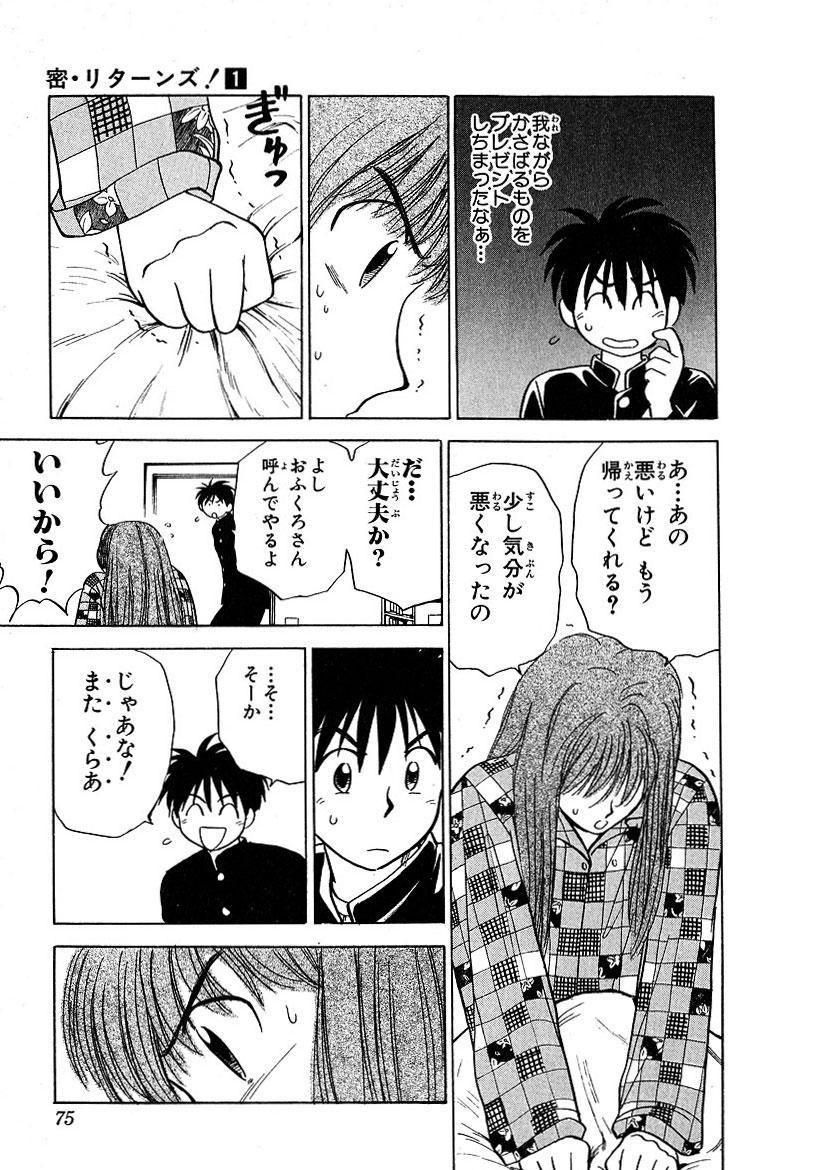 密・リターンズ！1
我ながら
かさばるものを
プレゼント
しちまったなぁ…
ぎゅっ
あ…あの
悪いけど もう
帰ってくれる？
少し気分が
悪くなったの
だ…
大丈夫か？
よし
おふくろさん
呼んでやるよ
いいから！
…そ…
そーか
じゃあな！
また くらあ
75